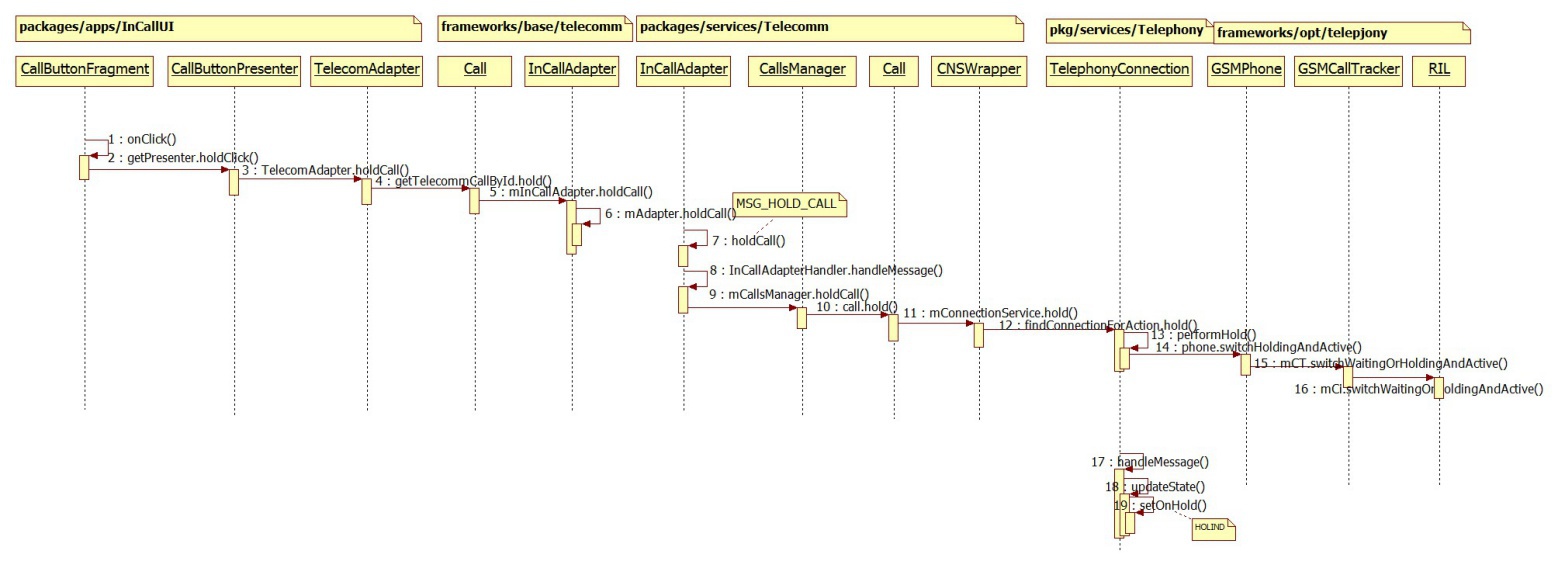 packages/apps/InCallUI
frameworks/base/telecomm
packages/services/Telecomm
pkg/services/Telephony
frameworks/opt/telepjony
CallButtonFragment
CallButtonPresenter
TelecomAdapter
Call
InCallAdapter
InCallAdapter
CallsManager
Call
CNSWrapper
TelephonyConnection
GSMPhone
GSMCallTracker
RIL
1 : onClick()
2 : getPresenter.holdClick()
3 : TelecomAdapter.holdCall()
4 : getTelecommCallById.hold()
5 : mInCallAdapter.holdCall()
6 : mAdapter.holdCall()
MSG_HOLD_CALL
7 : holdCall()
8 : InCallAdapterHandler.handleMessage()
9 : mCallsManager.holdCall()
10 : call.hold()
11 : mConnectionService.hold()
12 : findConnectionForAction.hold()
13 : performHold()
14 : phone.switchHoldingAndActive()
15 : mCT.switchWaitingOrHoldingAndActive()
16 : mCi.switchWaitingOrHoldingAndActive()
17 : handleMessage()
18 : updateState()
19 : setOnHold()
HOLIND